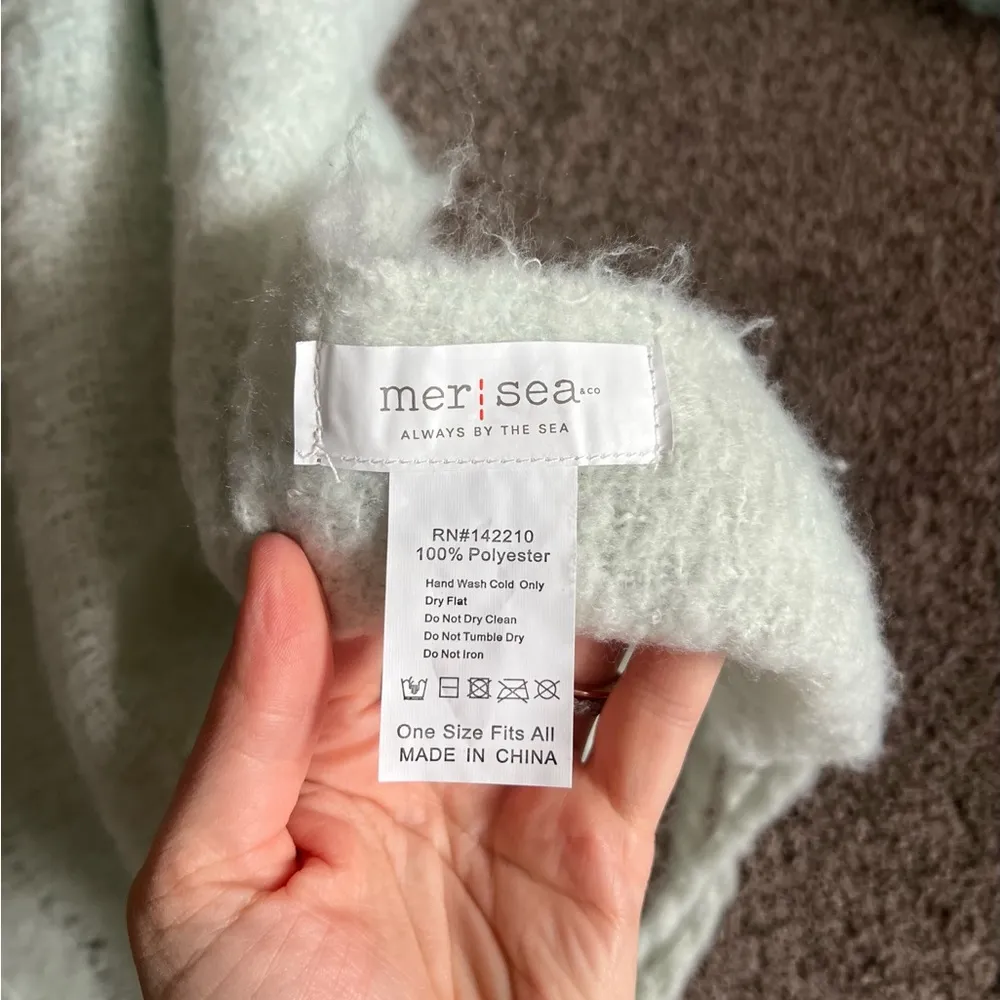 mer sea & CO
ALWAYS BY THE SEA
RN#142210
100% Polyester
Hand Wash Cold Only
Dry Flat
Do Not Dry Clean
Do Not Tumble Dry
Do Not Iron
One Size Fits All
MADE IN CHINA